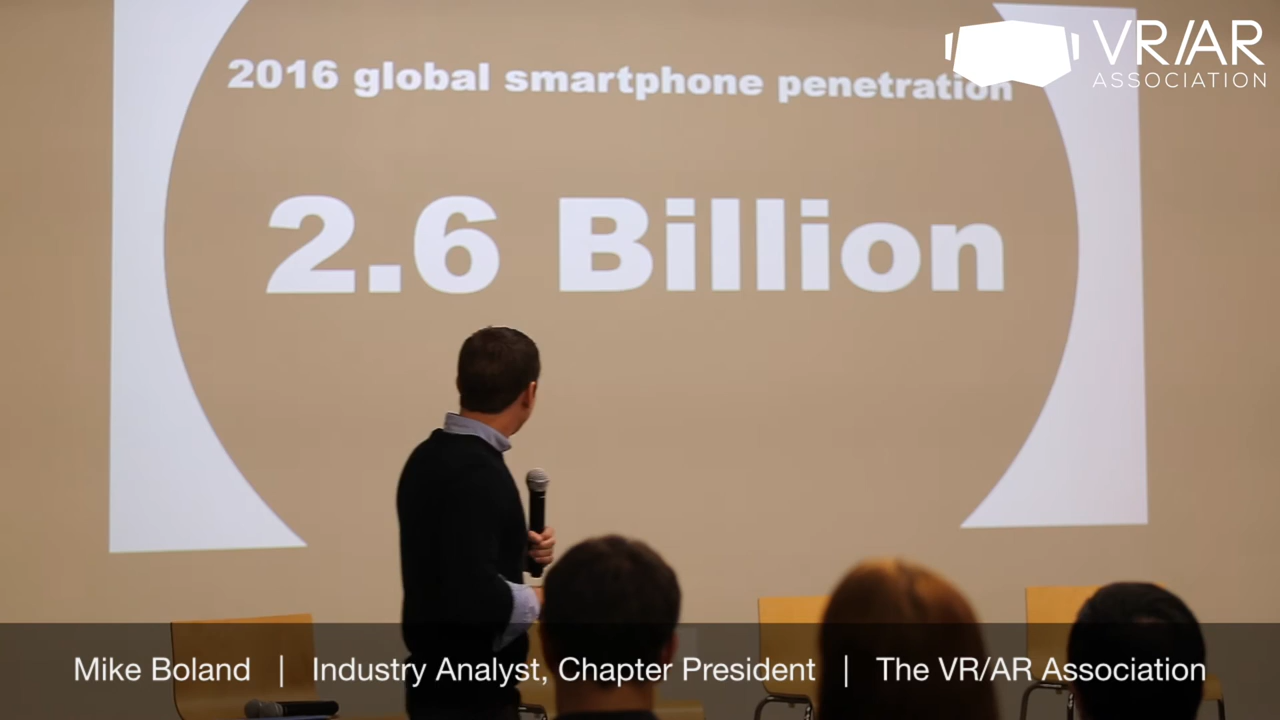 2016 global smartphone penetration
2.6 Billion
VR/AR
ASSOCIATION
Mike Boland | Industry Analyst, Chapter President | The VR/AR Association